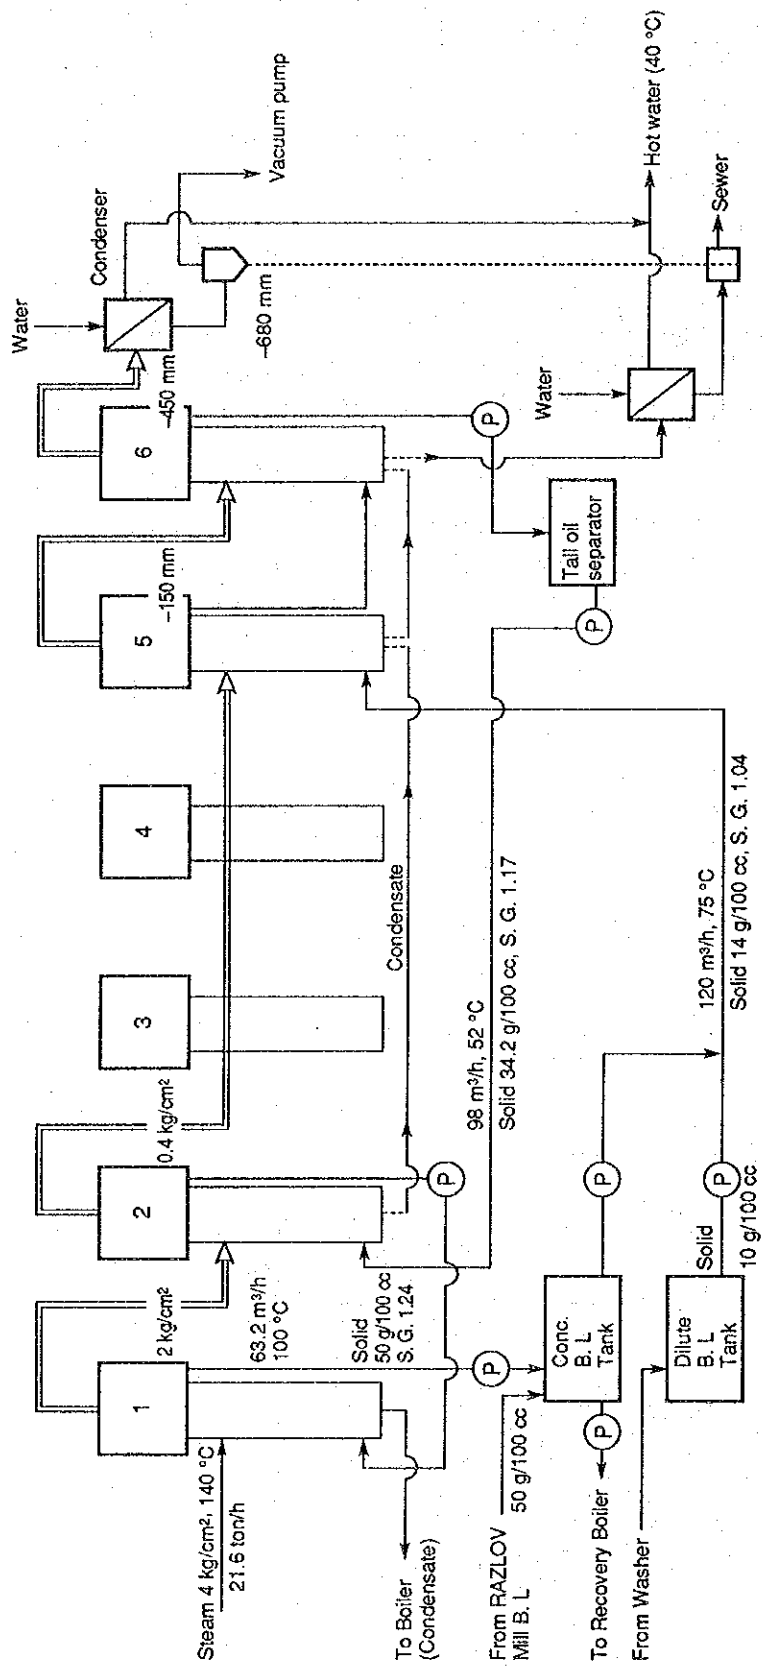 Water
Condenser
Vacuum pump
–680 mm
Hot water (40 °C)
Sewer
Water
1
2
3
4
5
6
2 kg/cm²
0.4 kg/cm²
–150 mm
–450 mm
Steam 4 kg/cm², 140 °C
21.6 ton/h
63.2 m³/h
100 °C
Solid
50 g/100 cc
S. G. 1.24
To Boiler
(Condensate)
Condensate
P
98 m³/h, 52 °C
Solid 34.2 g/100 cc, S. G. 1.17
P
Tall oil
separator
P
From RAZLOV
Mill B. L
50 g/100 cc
P
Conc.
B. L
Tank
P
P
To Recovery Boiler
From Washer
Dilute
B. L
Tank
Solid
10 g/100 cc
P
120 m³/h, 75 °C
Solid 14 g/100 cc, S. G. 1.04